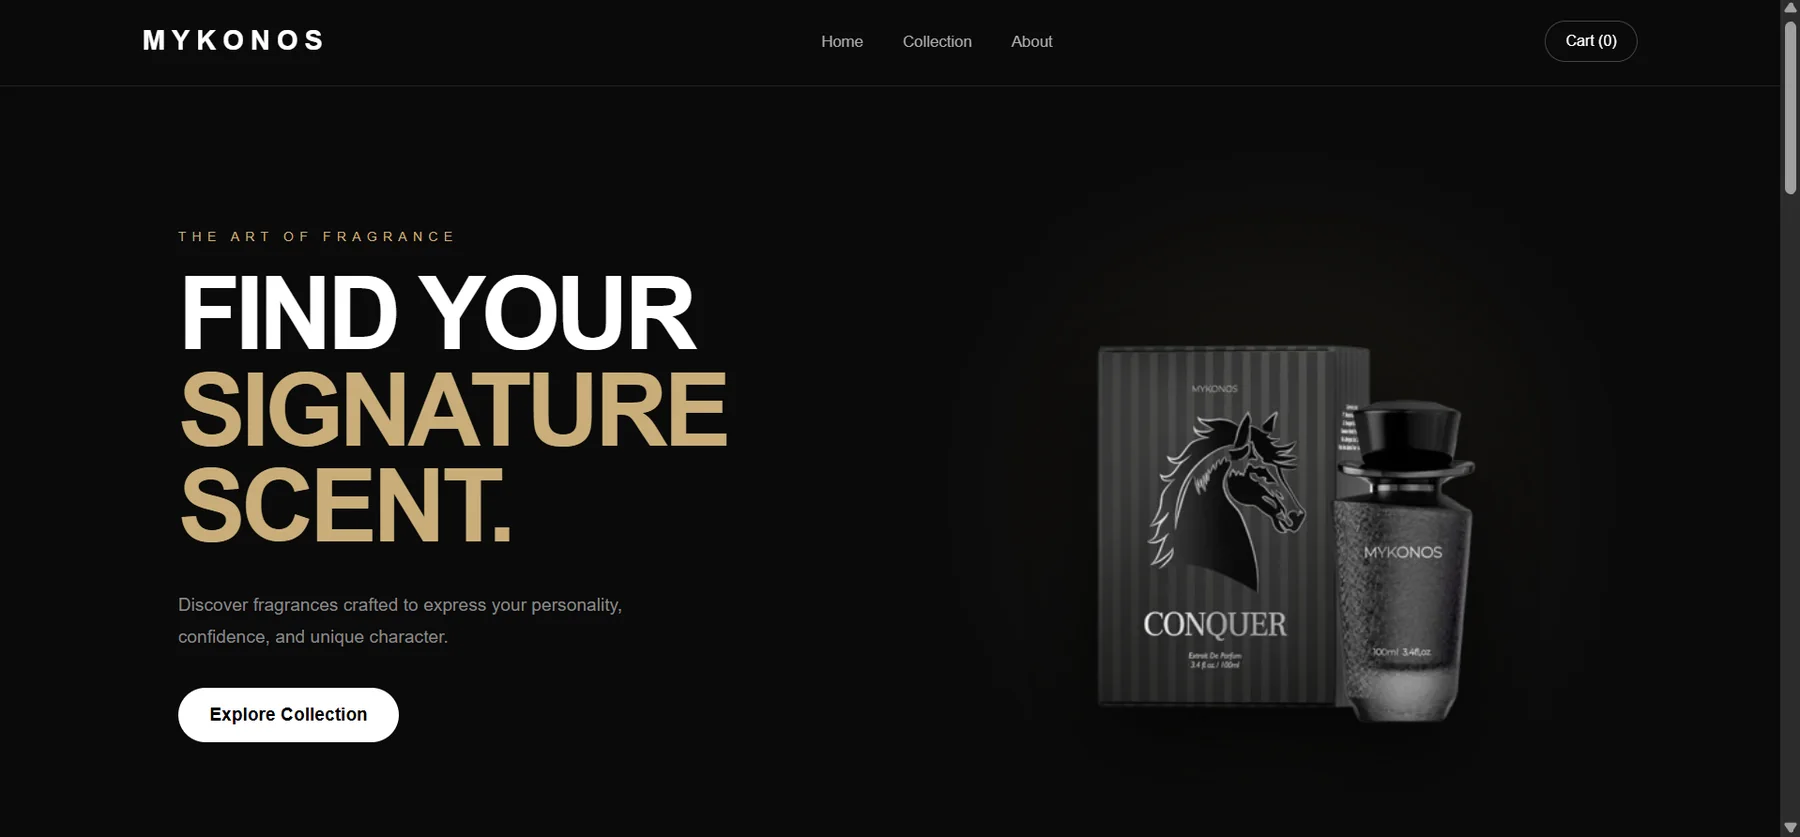 MYKONOS
Home
Collection
About
Cart (0)
THE ART OF FRAGRANCE
FIND YOUR
SIGNATURE
SCENT.
Discover fragrances crafted to express your personality,
confidence, and unique character.
Explore Collection
MYKONOS
CONQUER
Extrait De Parfum
3.4 fl.oz. / 100ml
MYKONOS
100ml 3.4fl.oz.